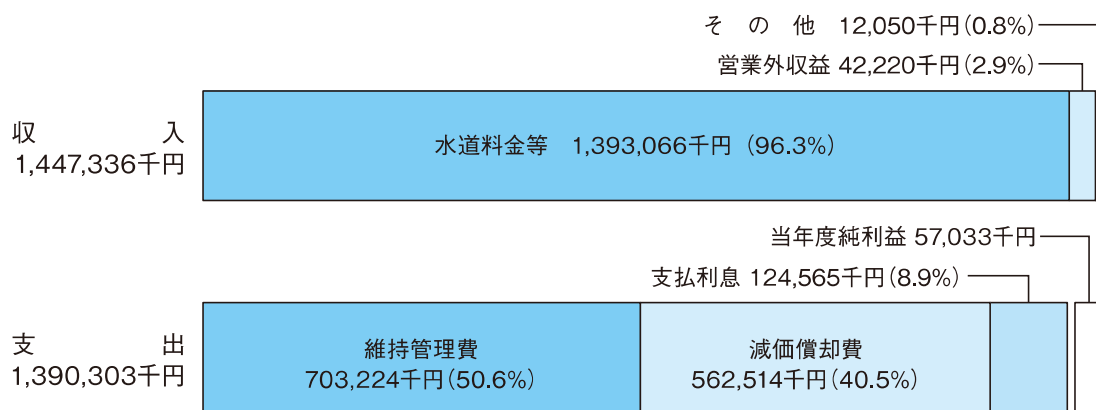 その他 12,050千円(0.8%)
営業外収益 42,220千円(2.9%)
収入
1,447,336千円
水道料金等 1,393,066千円 (96.3%)
当年度純利益 57,033千円
支払利息 124,565千円(8.9%)
支出
1,390,303千円
維持管理費
703,224千円(50.6%)
減価償却費
562,514千円(40.5%)